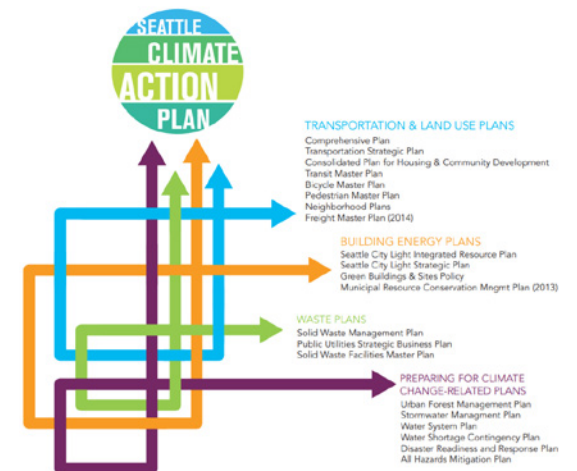 SEATTLE
CLIMATE
ACTION
PLAN
TRANSPORTATION & LAND USE PLANS
Comprehensive Plan
Transportation Strategic Plan
Consolidated Plan for Housing & Community Development
Transit Master Plan
Bicycle Master Plan
Pedestrian Master Plan
Neighborhood Plans
Freight Master Plan (2014)
BUILDING ENERGY PLANS
Seattle City Light Integrated Resource Plan
Seattle City Light Strategic Plan
Green Buildings & Sites Policy
Municipal Resource Conservation Mngmt Plan (2013)
WASTE PLANS
Solid Waste Management Plan
Public Utilities Strategic Business Plan
Solid Waste Facilities Master Plan
PREPARING FOR CLIMATE
CHANGE-RELATED PLANS
Urban Forest Management Plan
Stormwater Managment Plan
Water System Plan
Water Shortage Contingency Plan
Disaster Readiness and Response Plan
All Hazards Mitigation Plan